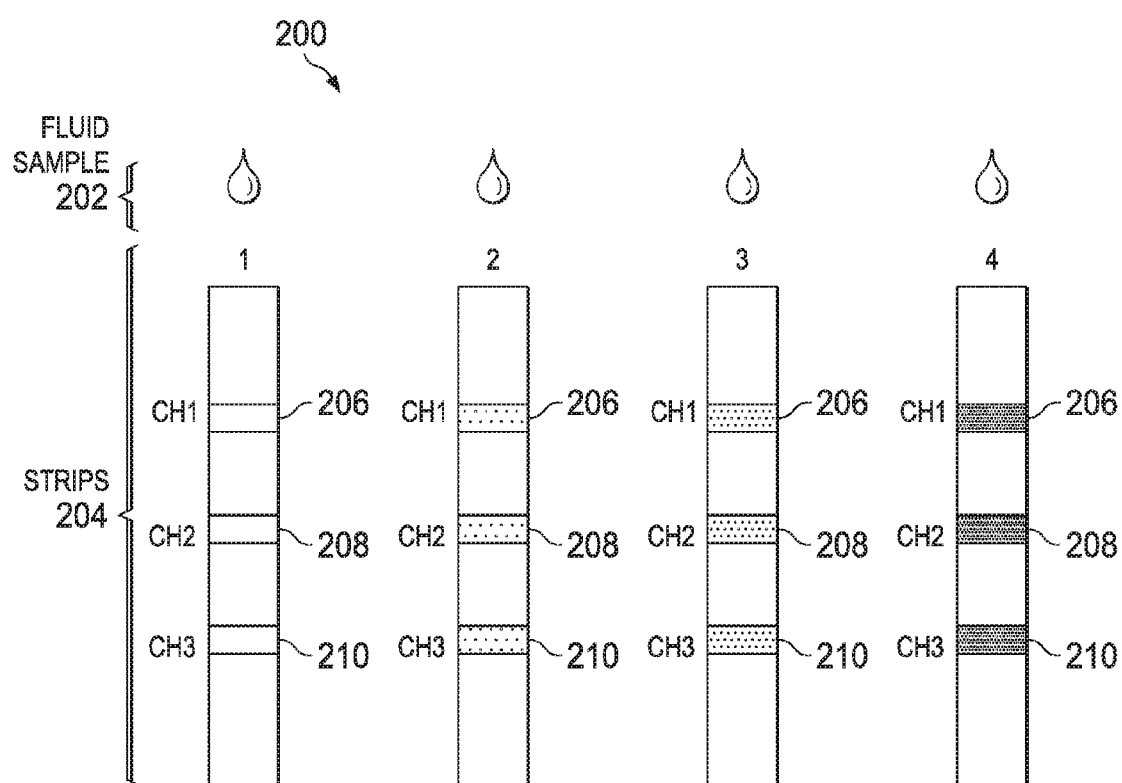 200
FLUID
SAMPLE
202
1 2 3 4
CH1 206 CH1 206 CH1 206 CH1 206
STRIPS
204
CH2 208 CH2 208 CH2 208 CH2 208
CH3 210 CH3 210 CH3 210 CH3 210